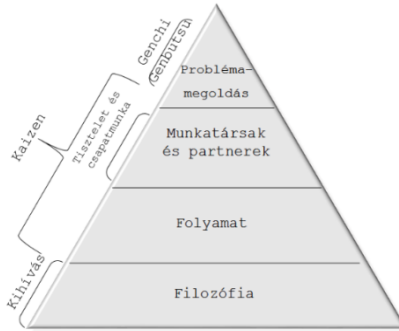 Genchi
Genbutsu
Probléma-
megoldás
Kaizen
Tisztelet és
csapatmunka
Munkatársak
és partnerek
Folyamat
Kihívás
Filozófia